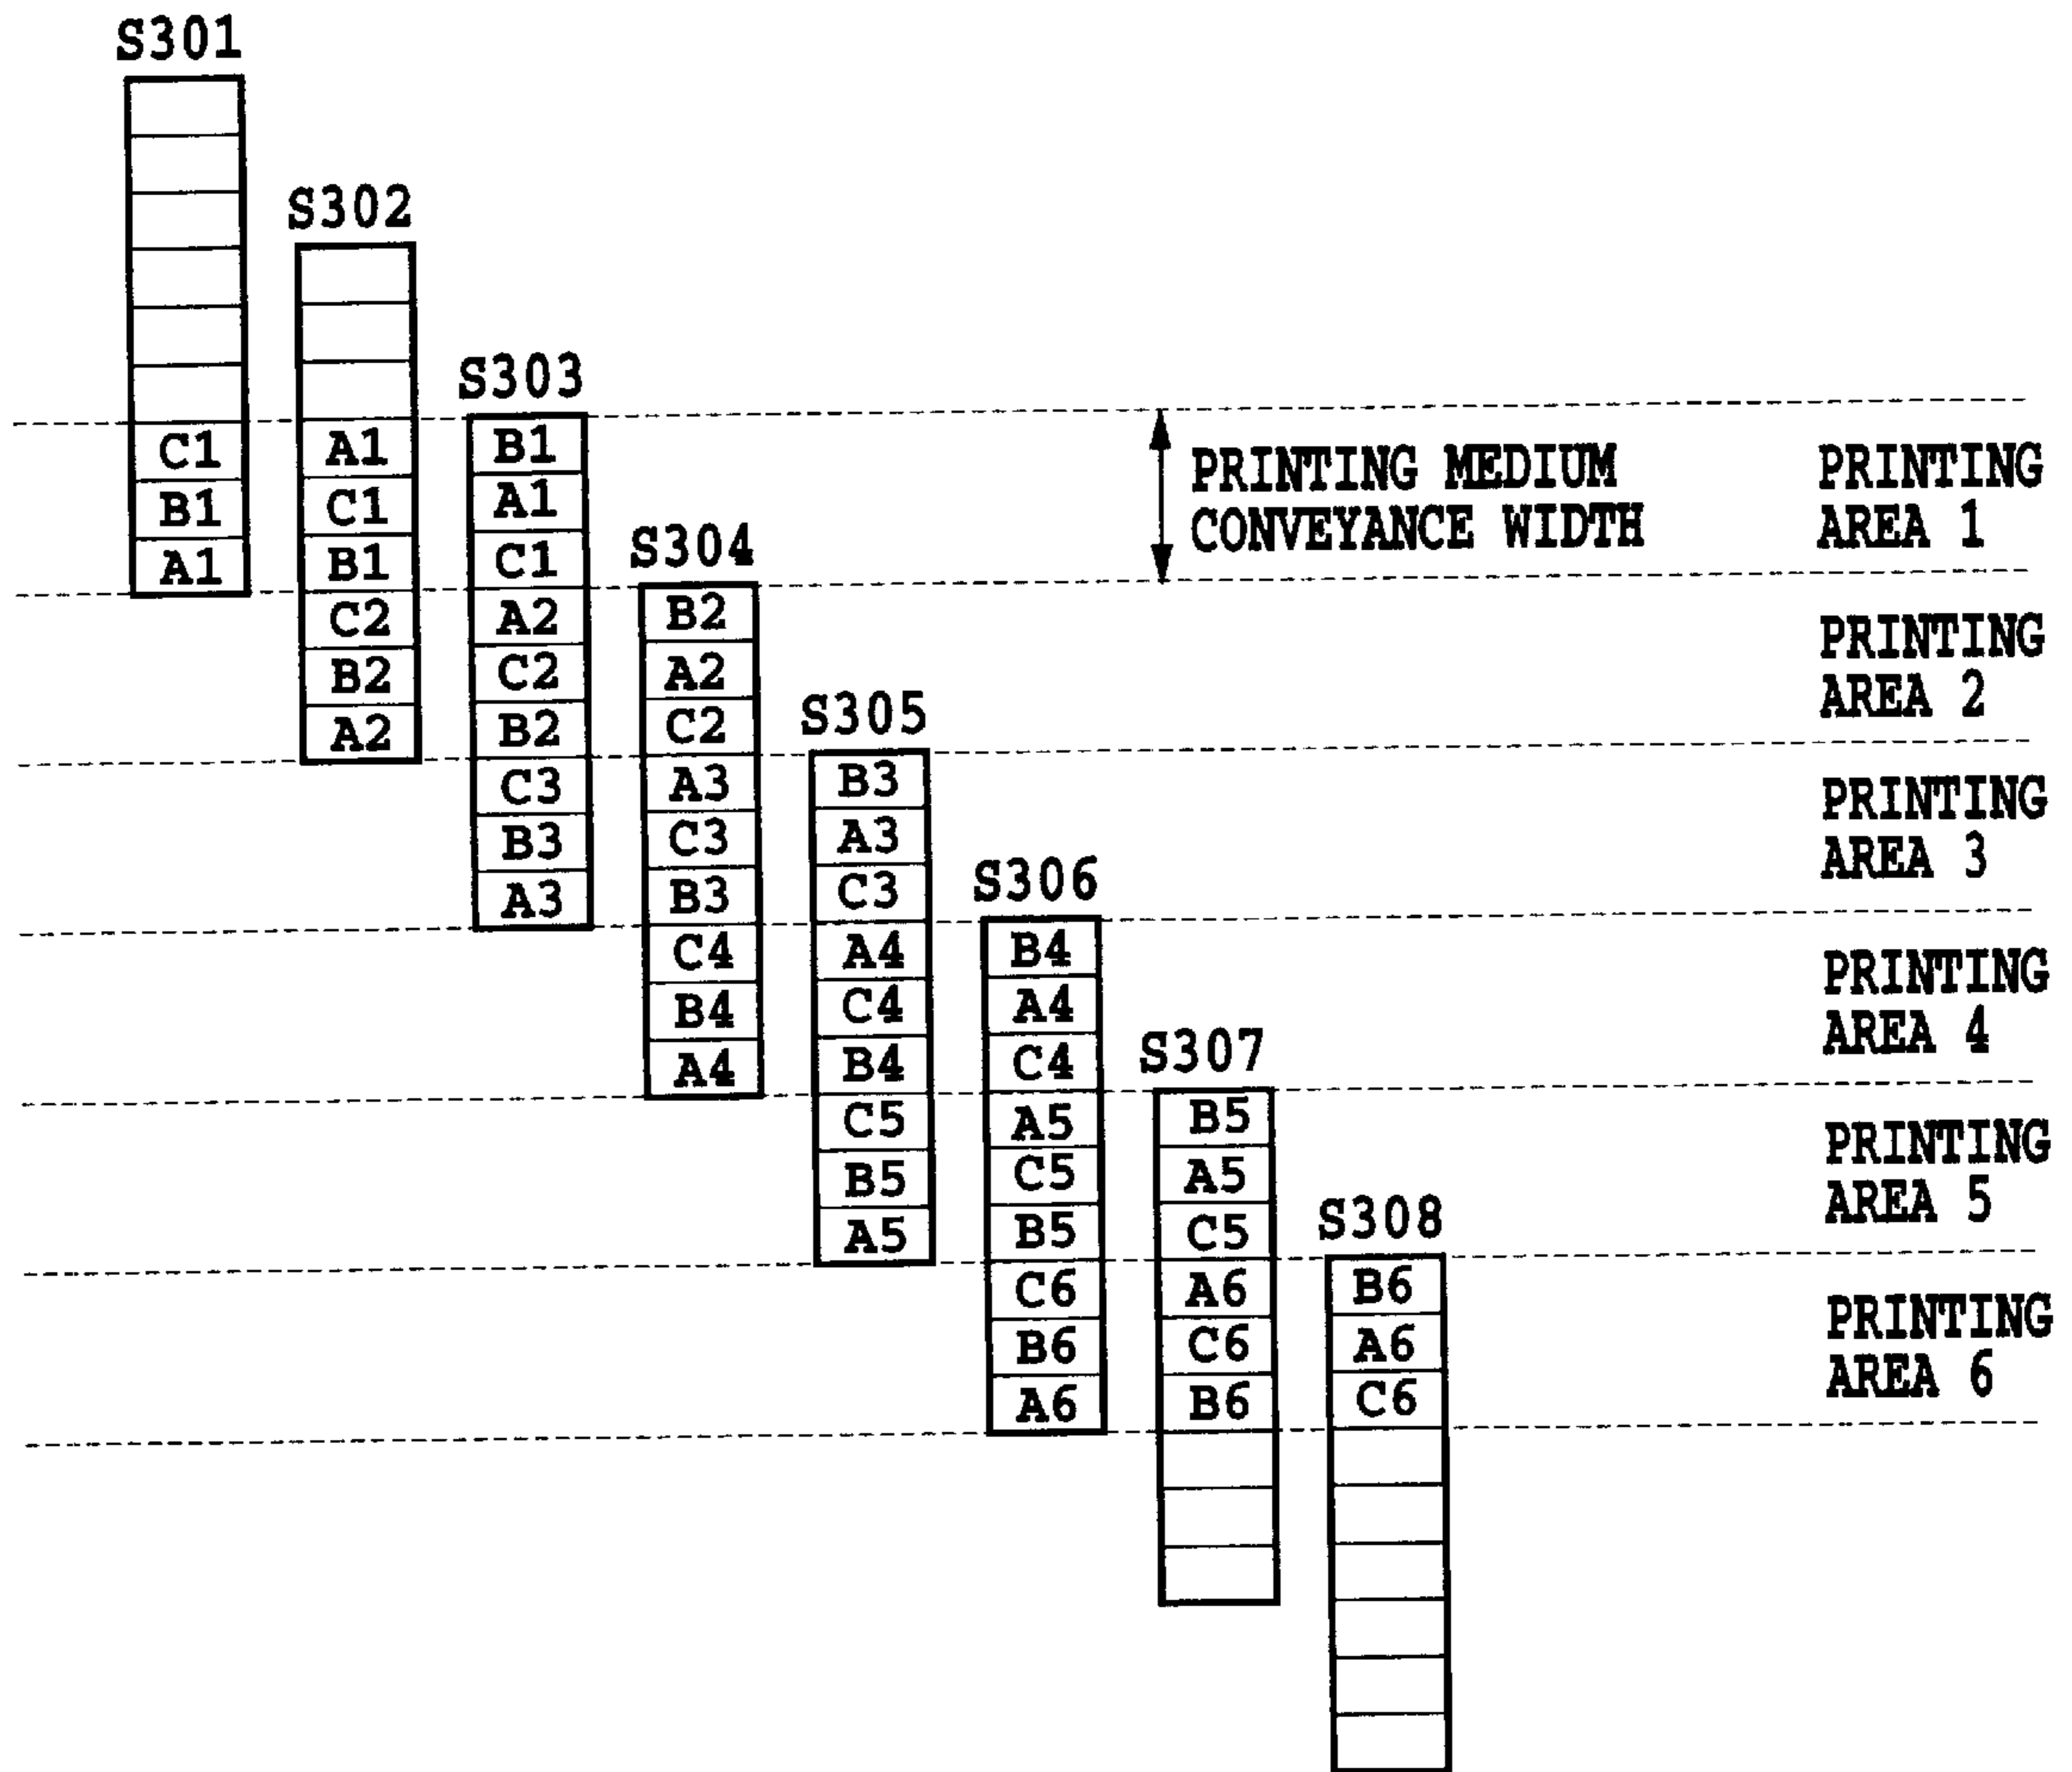 S301
S302
S303
C1 A1 B1
B1 C1 A1
A1 B1 C1
PRINTING MEDIUM
CONVEYANCE WIDTH
PRINTING
AREA 1
S304
C2 A2 B2
B2 C2 A2
A2 B2 C2
PRINTING
AREA 2
S305
C3 A3 B3
B3 C3 A3
A3 B3 C3
PRINTING
AREA 3
S306
C4 A4 B4
B4 C4 A4
A4 B4 C4
PRINTING
AREA 4
S307
C5 A5 B5
B5 C5 A5
A5 B5 C5
PRINTING
AREA 5
S308
C6 A6 B6
B6 C6 A6
A6 B6 C6
PRINTING
AREA 6